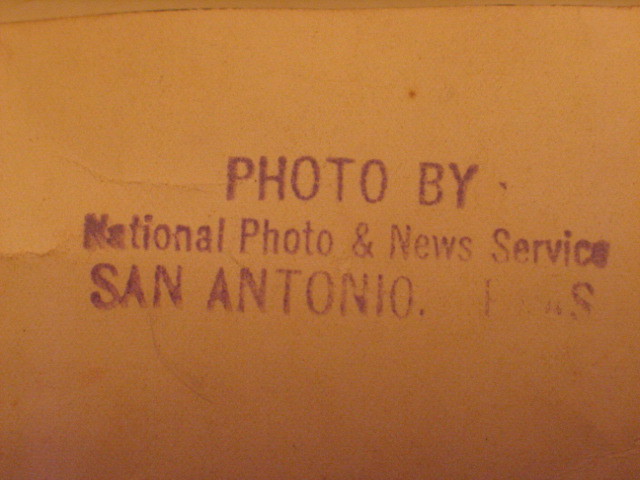 PHOTO BY
National Photo & News Service
SAN ANTONIO.